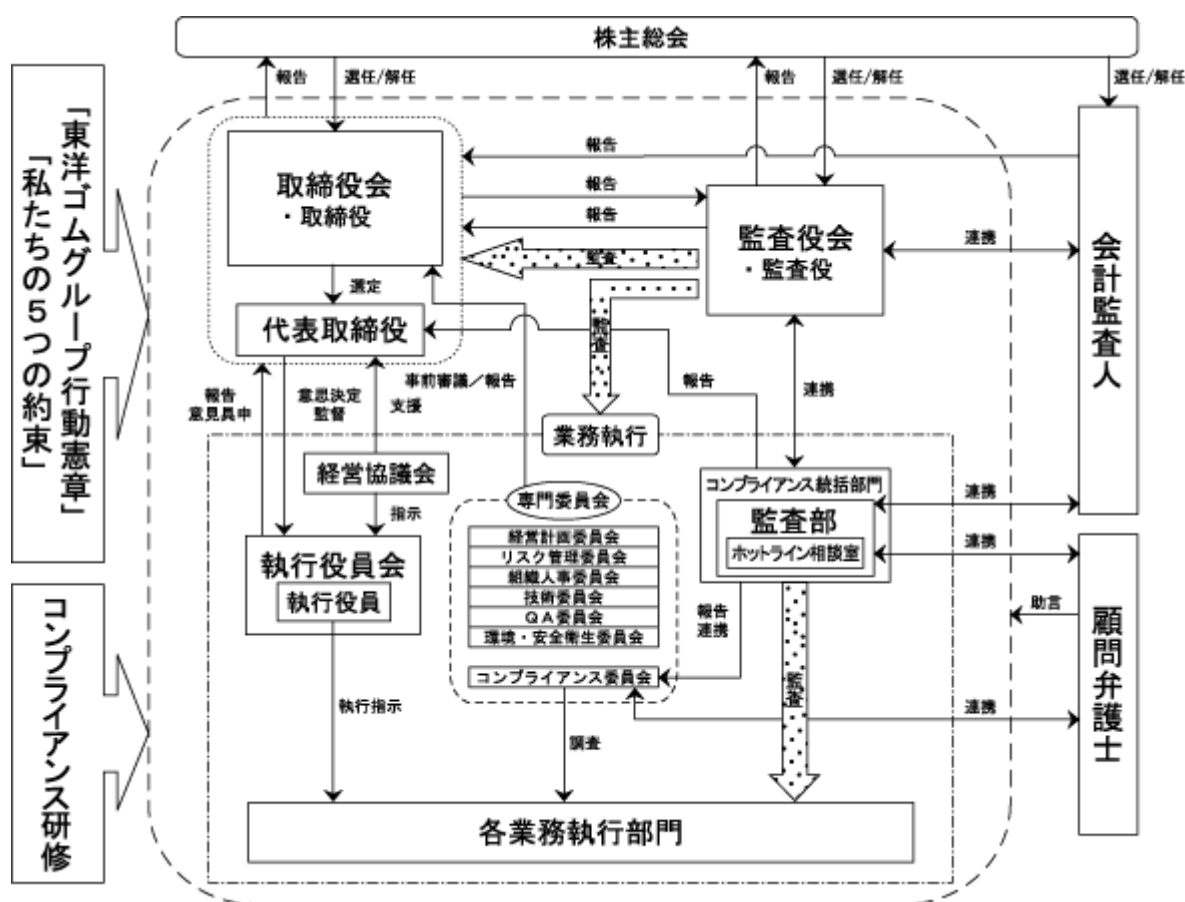 株主総会
報告
選任/解任
報告
選任/解任
選任/解任
「東洋ゴムグループ行動憲章」
「私たちの5つの約束」
コンプライアンス研修
取締役会
・取締役
選定
代表取締役
報告
報告
報告
監査
監査
監査役会
・監査役
連携
会計監査人
報告
意見具申
意思決定
監督
支援
事前審議/報告
報告
連携
業務執行
経営協議会
指示
執行役員会
執行役員
執行指示
専門委員会
経営計画委員会
リスク管理委員会
組織人事委員会
技術委員会
QA委員会
環境・安全衛生委員会
コンプライアンス委員会
調査
コンプライアンス統括部門
監査部
ホットライン相談室
報告
連携
監査
連携
連携
助言
連携
顧問弁護士
各業務執行部門